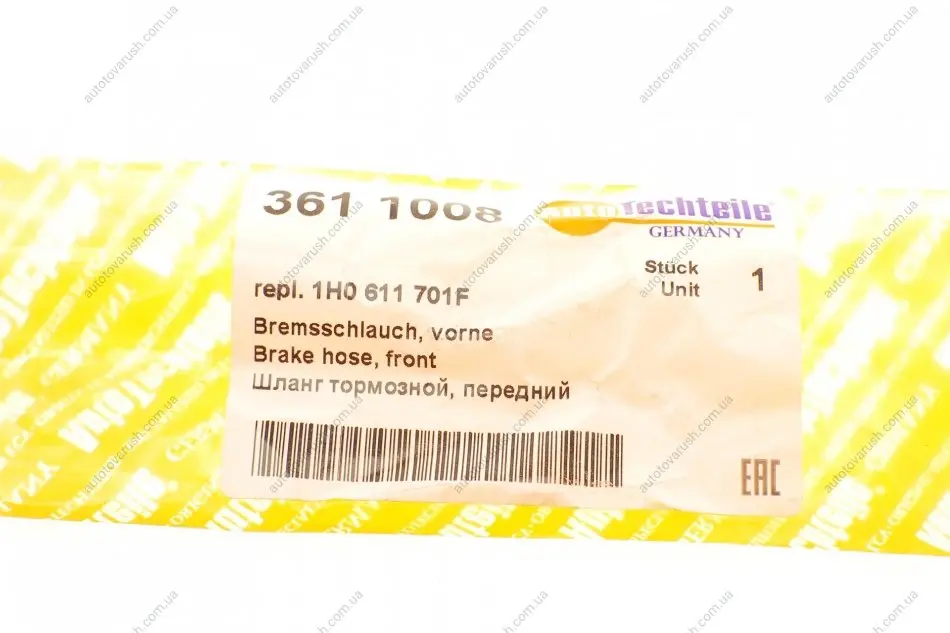 361 1008
autoTechteile
GERMANY
Stück
Unit
1
repl. 1H0 611 701F
Bremsschlauch, vorne
Brake hose, front
Шланг тормозной, передний
EAC
autotovarush.com.ua